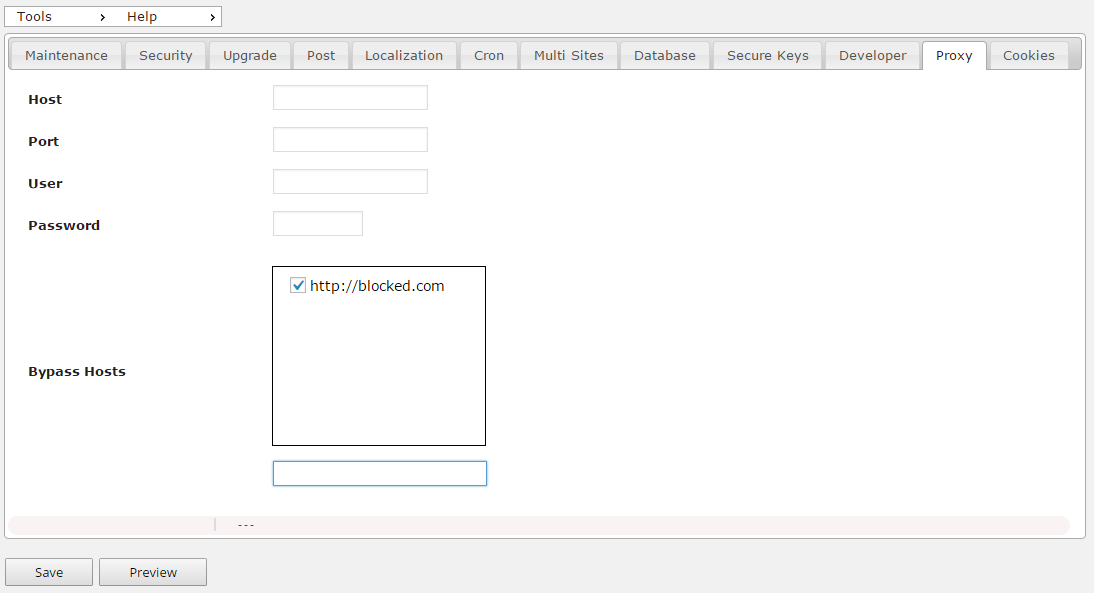 Tools > Help >
Maintenance Security Upgrade Post Localization Cron Multi Sites Database Secure Keys Developer Proxy Cookies
Host
Port
User
Password
http://blocked.com
Bypass Hosts
---
Save Preview